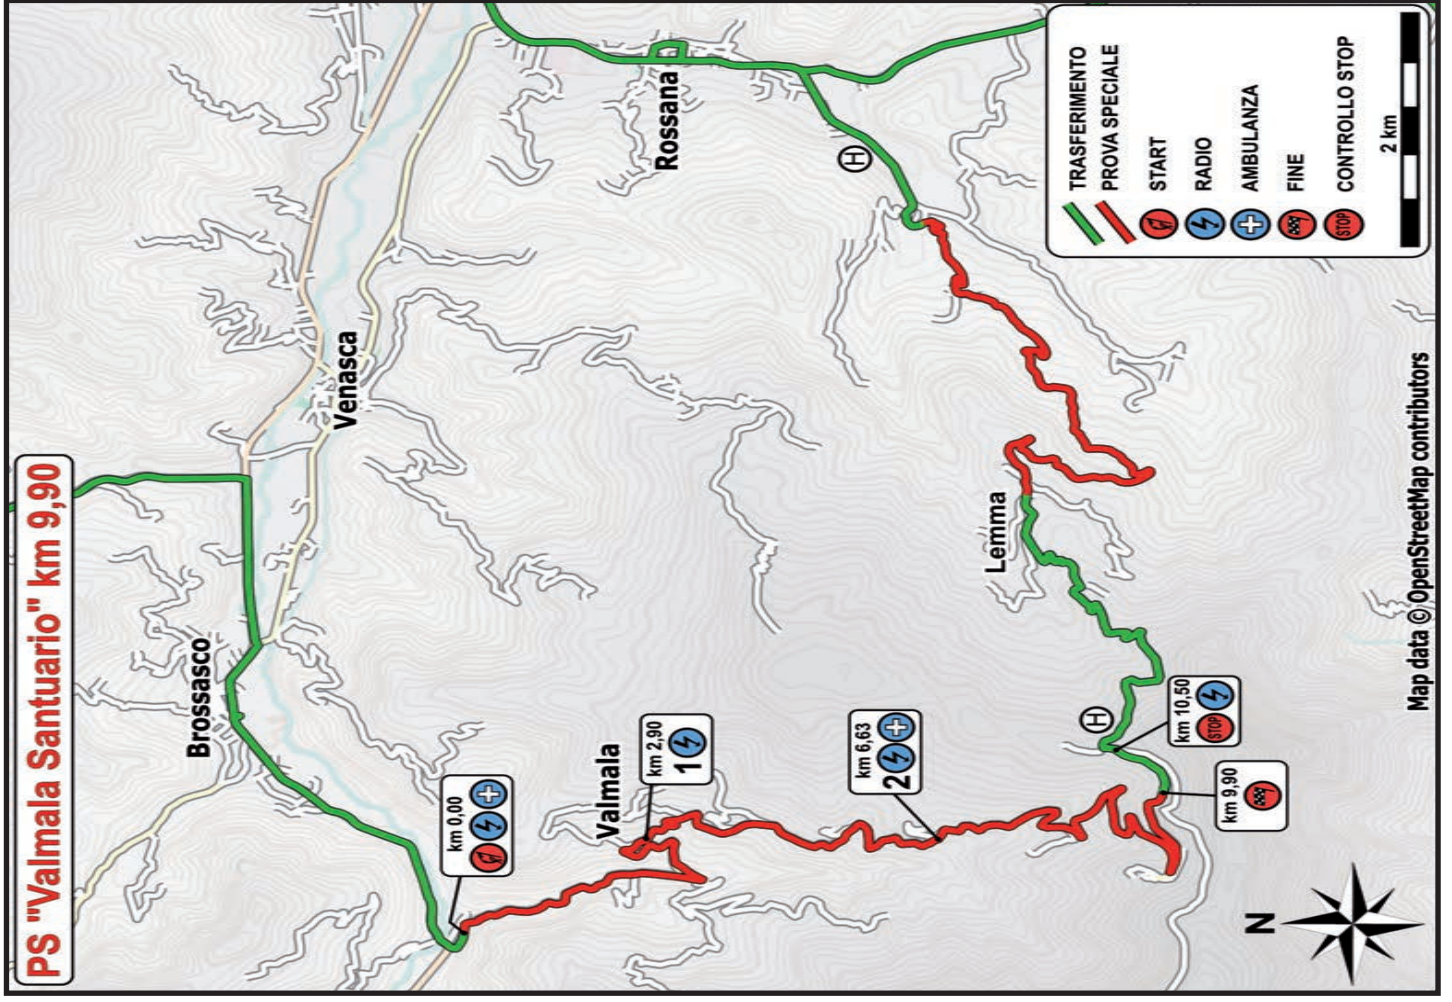 PS "Valmala Santuario" km 9,90
Brossasco
Venasca
Rossana
km 0,00
Valmala
km 2,90
1
km 6,63
2
Lemma
H
H
km 10,50
STOP
km 9,90
TRASFERIMENTO
PROVA SPECIALE
START
RADIO
AMBULANZA
FINE
STOP
CONTROLLO STOP
2 km
N
Map data © OpenStreetMap contributors